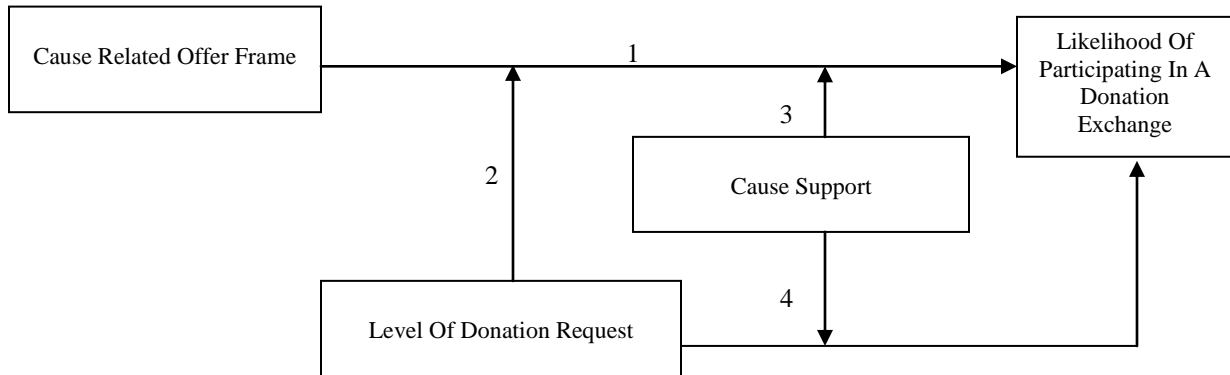 Cause Related Offer Frame
1
Likelihood Of
Participating In A
Donation
Exchange
3
2
Cause Support
4
Level Of Donation Request